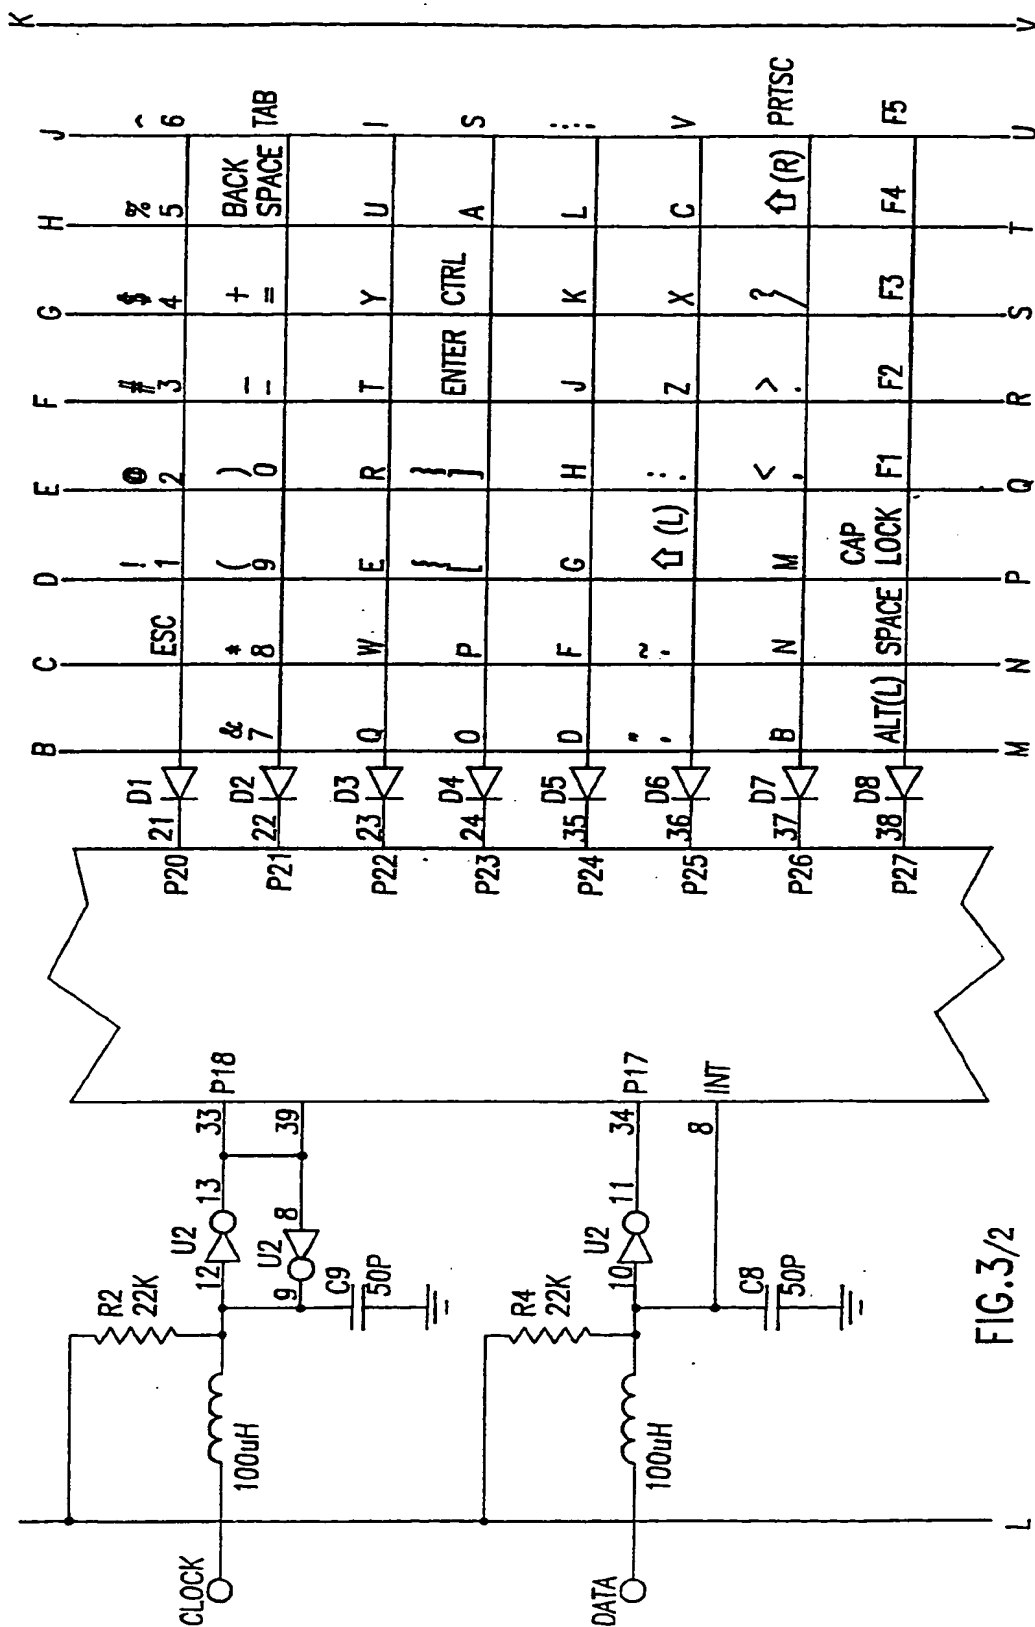 B C D E F G H J K
! @ # $ % ^
CLOCK 100uH R2 22K 12 U2 13 33 P18 P20 21 D1 ESC 1 2 3 4 5 6
9 U2 8 39
C9 50P
& * ( ) _ + BACK SPACE TAB
P21 22 D2 7 8 9 0 - =
P22 23 D3 Q W E R T Y U I
{ }
P23 24 D4 O P [ ] ENTER CTRL A S
P24 35 D5 D F G H J K L
" ~
P25 36 D6 ' ⇧(L) Z X C V
DATA 100uH R4 22K 10 U2 11 34 P17
8 INT
C8 50P
< > ? ⇧(R) PRTSC
P26 37 D7 B N M , . /
P27 38 D8 ALT(L) SPACE CAP LOCK F1 F2 F3 F4 F5
L M N P Q R S T U V
FIG.3/2